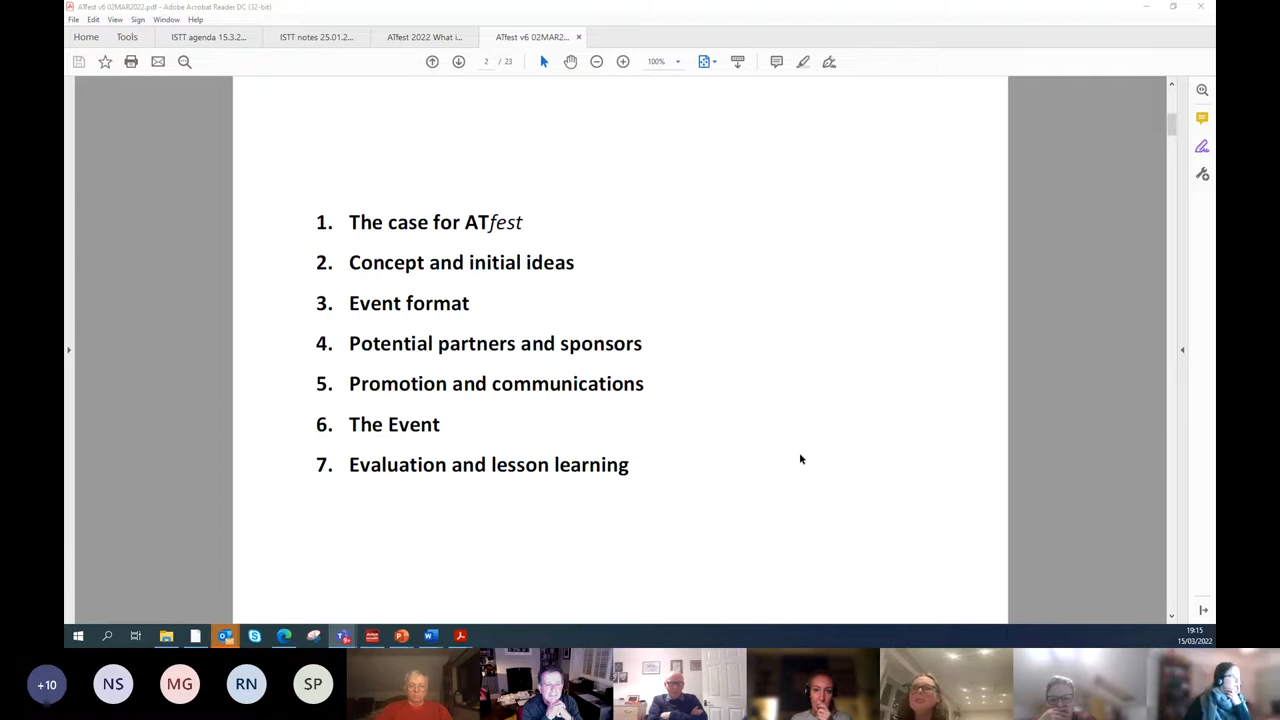 ATfest v6 02MAR2022.pdf - Adobe Acrobat Reader DC (32-bit)
File Edit View Sign Window Help
Home Tools ISTT agenda 15.3.2... ISTT notes 25.01.2... ATfest 2022 What i... ATfest v6 02MAR2... ×
2 / 23 100%
1. The case for ATfest
2. Concept and initial ideas
3. Event format
4. Potential partners and sponsors
5. Promotion and communications
6. The Event
7. Evaluation and lesson learning
19:15
15/03/2022
+10 NS MG RN SP